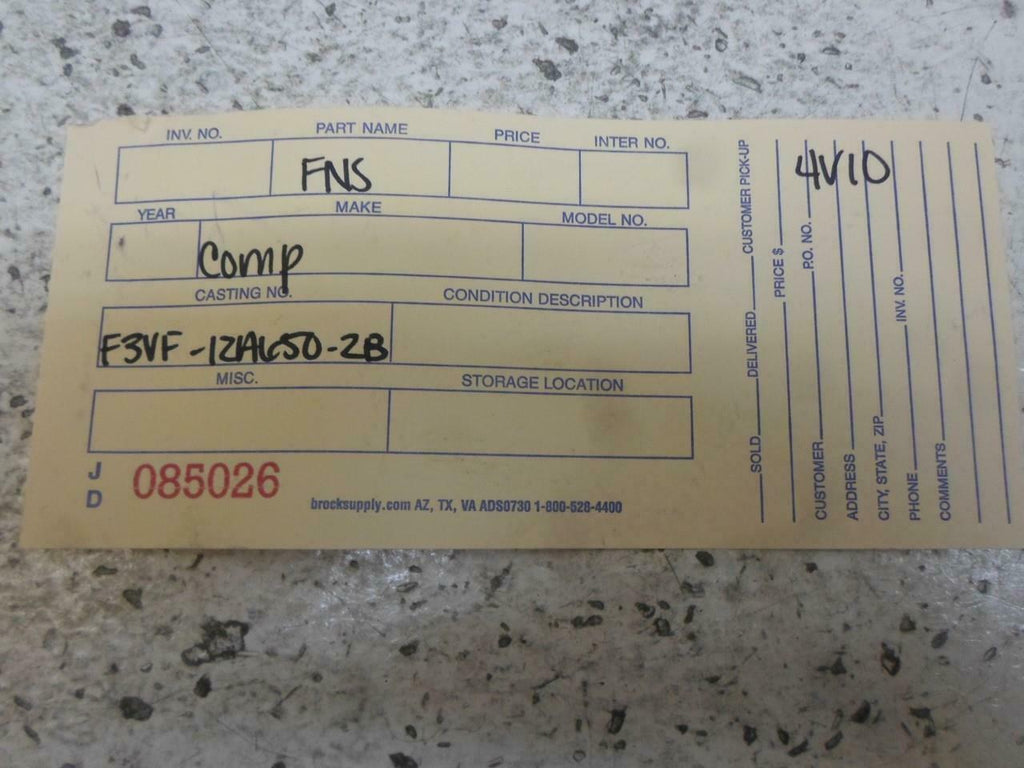 INV. NO. PART NAME PRICE INTER NO.
FNS
YEAR MAKE MODEL NO.
Comp
CASTING NO. CONDITION DESCRIPTION
F3VF-12A650-2B
MISC. STORAGE LOCATION
J D 085026
brocksupply.com AZ, TX, VA ADS0730 1-800-528-4400
4V10
SOLD DELIVERED CUSTOMER PICK-UP
PRICE $
CUSTOMER P.O. NO.
ADDRESS
CITY, STATE, ZIP
PHONE INV. NO.
COMMENTS